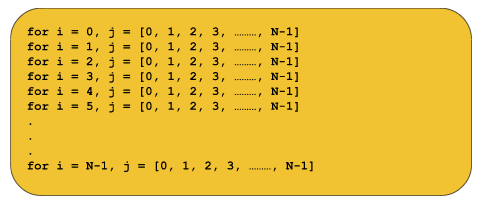 for i = 0, j = [0, 1, 2, 3, ………, N-1]
for i = 1, j = [0, 1, 2, 3, ………, N-1]
for i = 2, j = [0, 1, 2, 3, ………, N-1]
for i = 3, j = [0, 1, 2, 3, ………, N-1]
for i = 4, j = [0, 1, 2, 3, ………, N-1]
for i = 5, j = [0, 1, 2, 3, ………, N-1]
.
.
.
for i = N-1, j = [0, 1, 2, 3, ………, N-1]